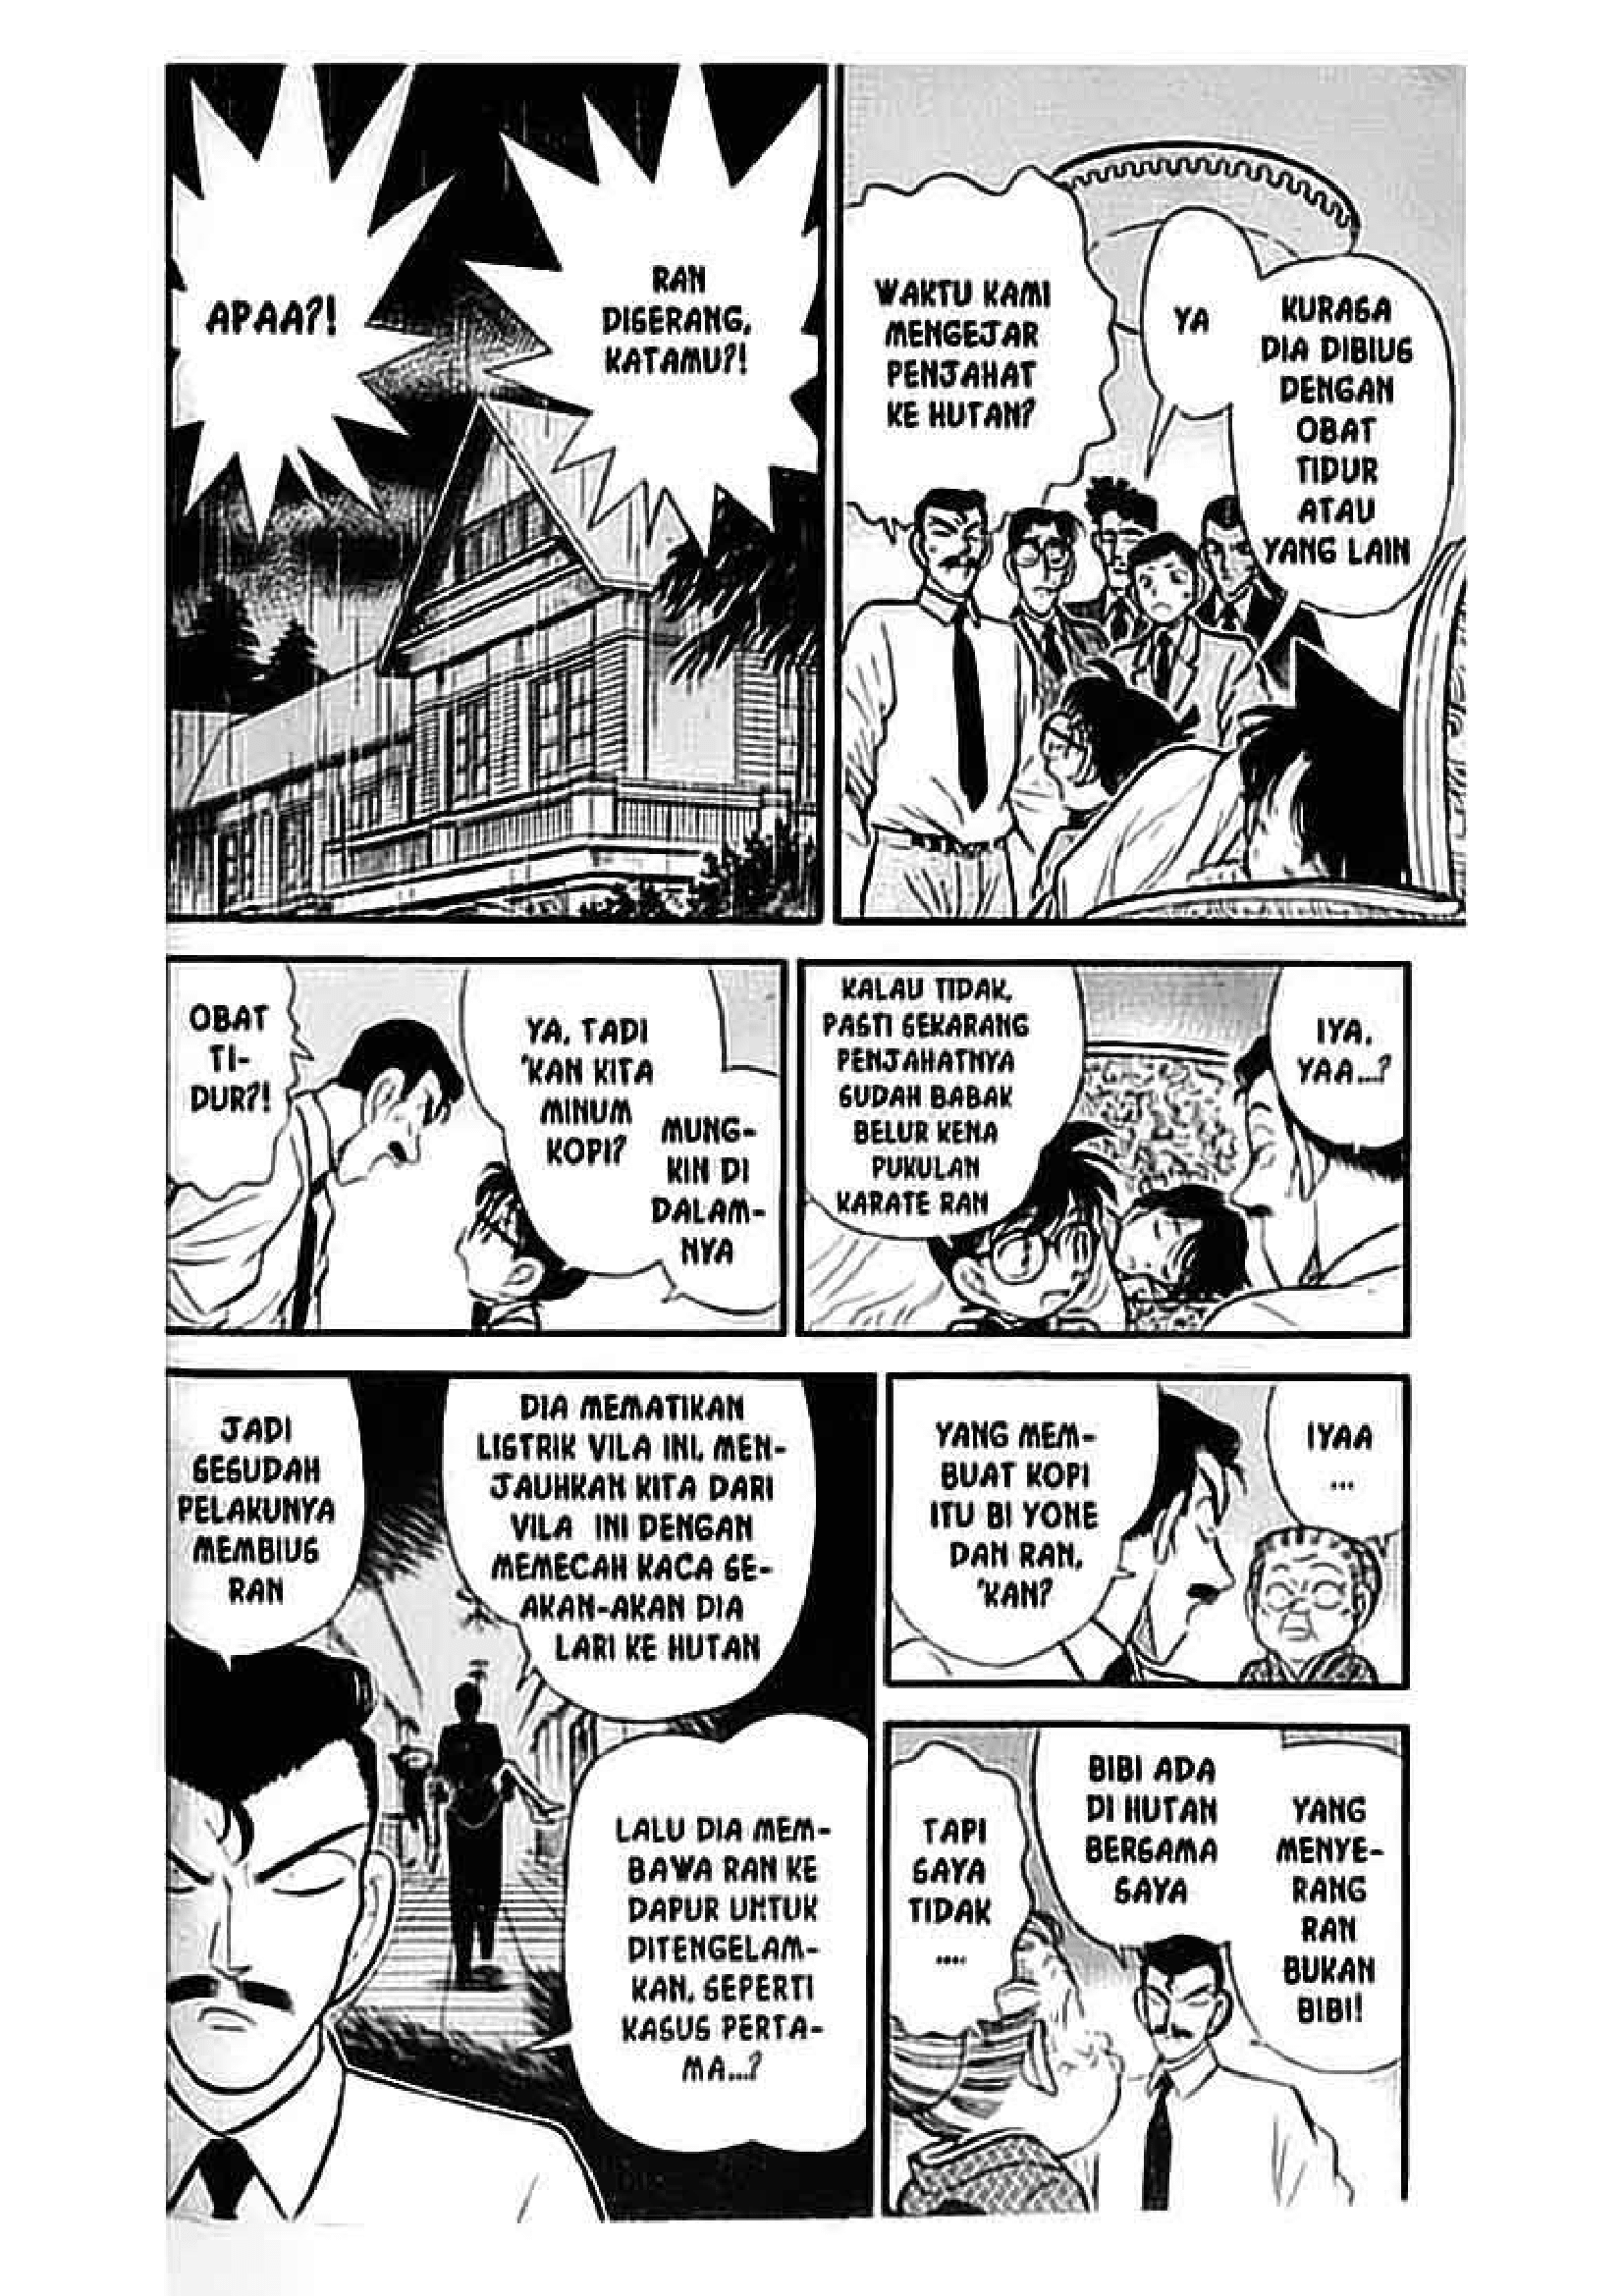 APAA?!
RAN
DISERANG,
KATAMU?!
WAKTU KAMI
MENGEJAR
PENJAHAT
KE HUTAN?
YA
KURASA
DIA DIBIUS
DENGAN
OBAT
TIDUR
ATAU
YANG LAIN
OBAT
TI-
DUR?!
YA, TADI
'KAN KITA
MINUM
KOPI?
MUNG-
KIN DI
DALAM-
NYA
KALAU TIDAK,
PASTI SEKARANG
PENJAHATNYA
SUDAH BABAK
BELUR KENA
PUKULAN
KARATE RAN
IYA,
YAA...?
JADI
SESUDAH
PELAKUNYA
MEMBIUS
RAN
DIA MEMATIKAN
LISTRIK VILA INI, MEN-
JAUHKAN KITA DARI
VILA INI DENGAN
MEMECAH KACA SE-
AKAN-AKAN DIA
LARI KE HUTAN
LALU DIA MEM-
BAWA RAN KE
DAPUR UNTUK
DITENGELAM-
KAN, SEPERTI
KASUS PERTA-
MA...?
YANG MEM-
BUAT KOPI
ITU BI YONE
DAN RAN,
'KAN?
IYAA
...
TAPI
SAYA
TIDAK
....
BIBI ADA
DI HUTAN
BERSAMA
SAYA
YANG
MENYE-
RANG
RAN
BUKAN
BIBI!